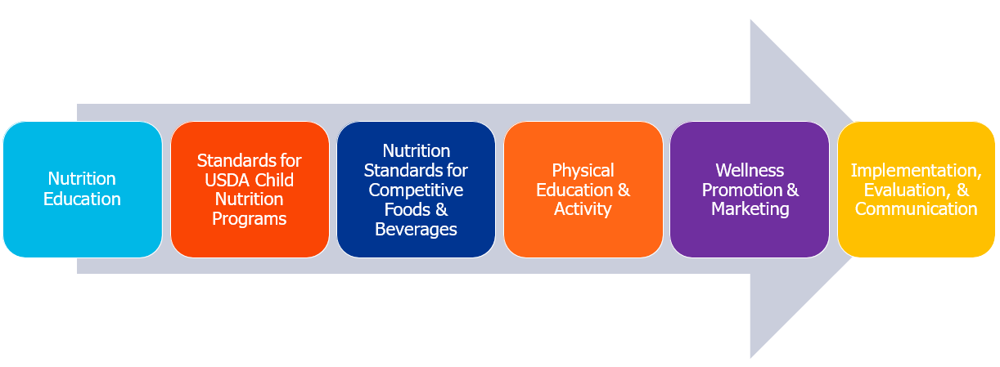 Nutrition
Education
Standards for
USDA Child
Nutrition
Programs
Nutrition
Standards for
Competitive
Foods &
Beverages
Physical
Education &
Activity
Wellness
Promotion &
Marketing
Implementation,
Evaluation, &
Communication